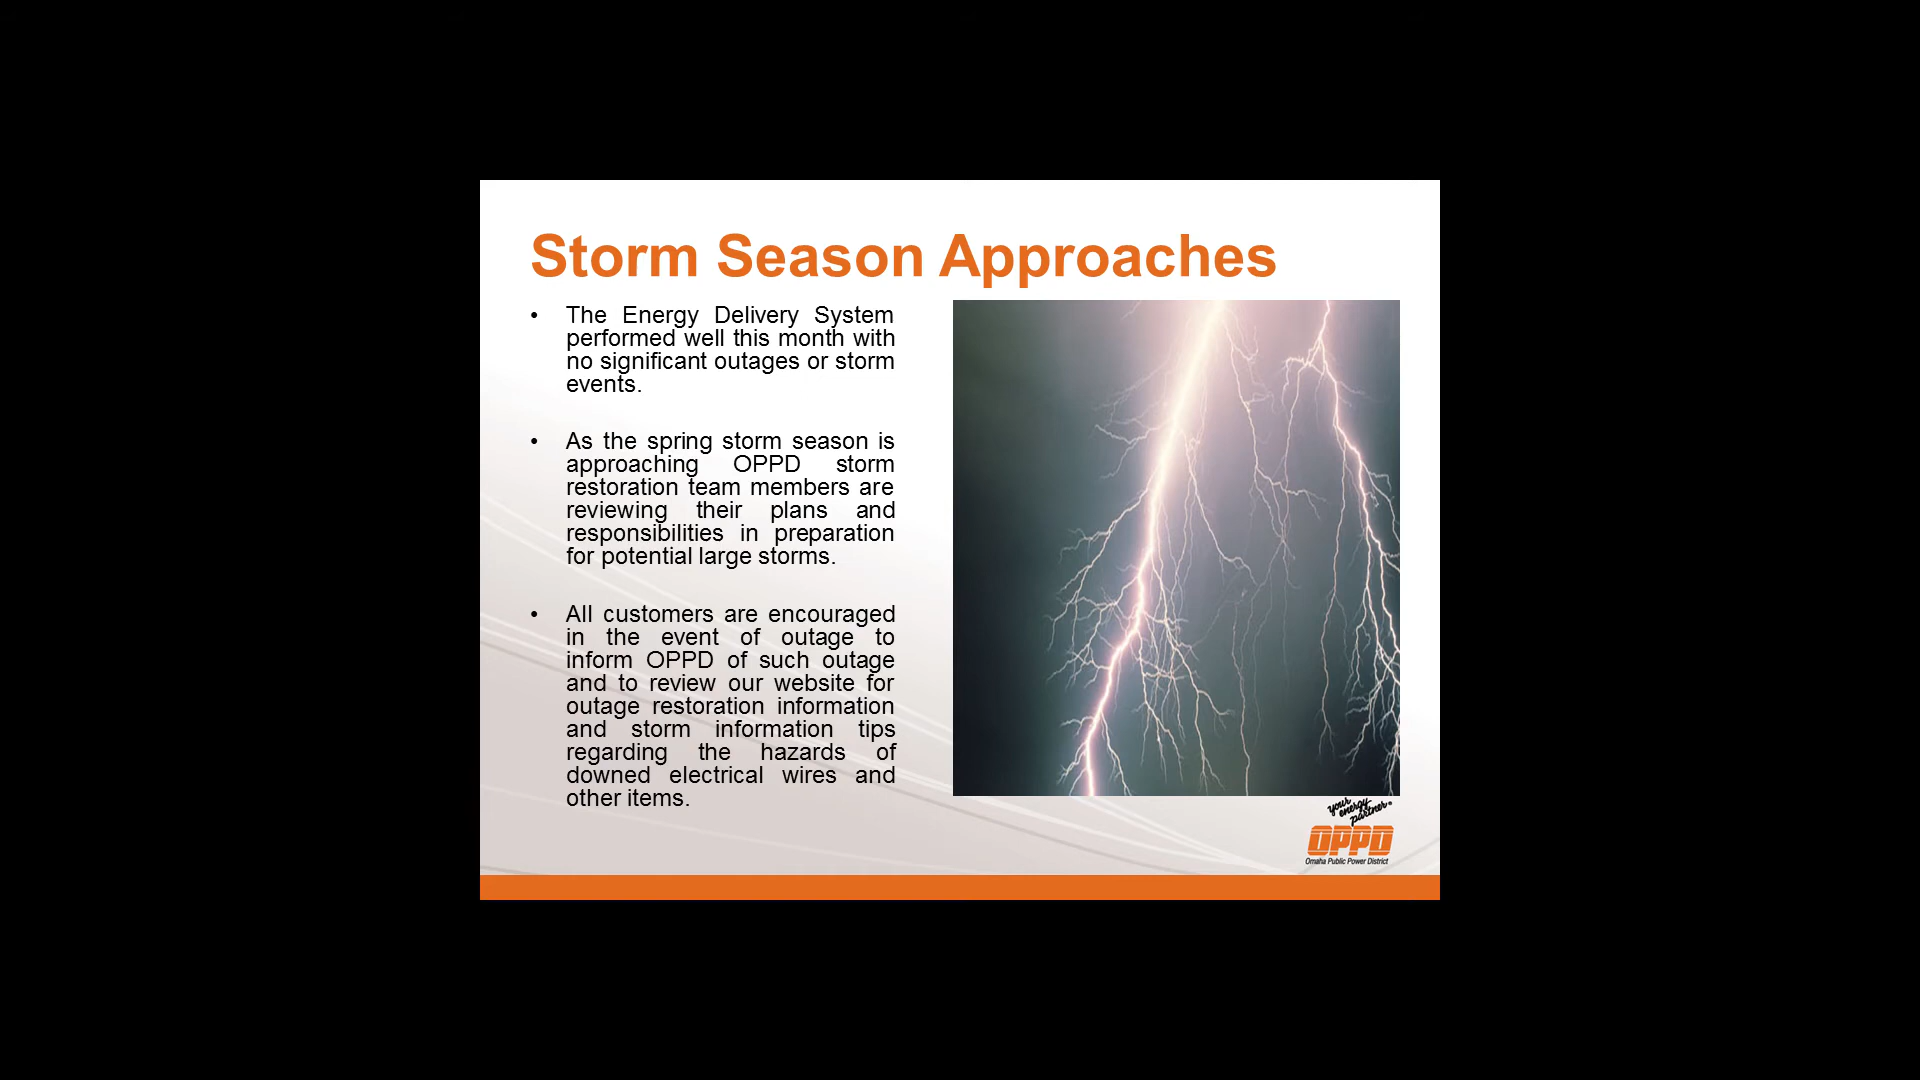 Storm Season Approaches
• The Energy Delivery System
performed well this month with
no significant outages or storm
events.
• As the spring storm season is
approaching OPPD storm
restoration team members are
reviewing their plans and
responsibilities in preparation
for potential large storms.
• All customers are encouraged
in the event of outage to
inform OPPD of such outage
and to review our website for
outage restoration information
and storm information tips
regarding the hazards of
downed electrical wires and
other items.
your
energy
partner®
OPPD
Omaha Public Power District